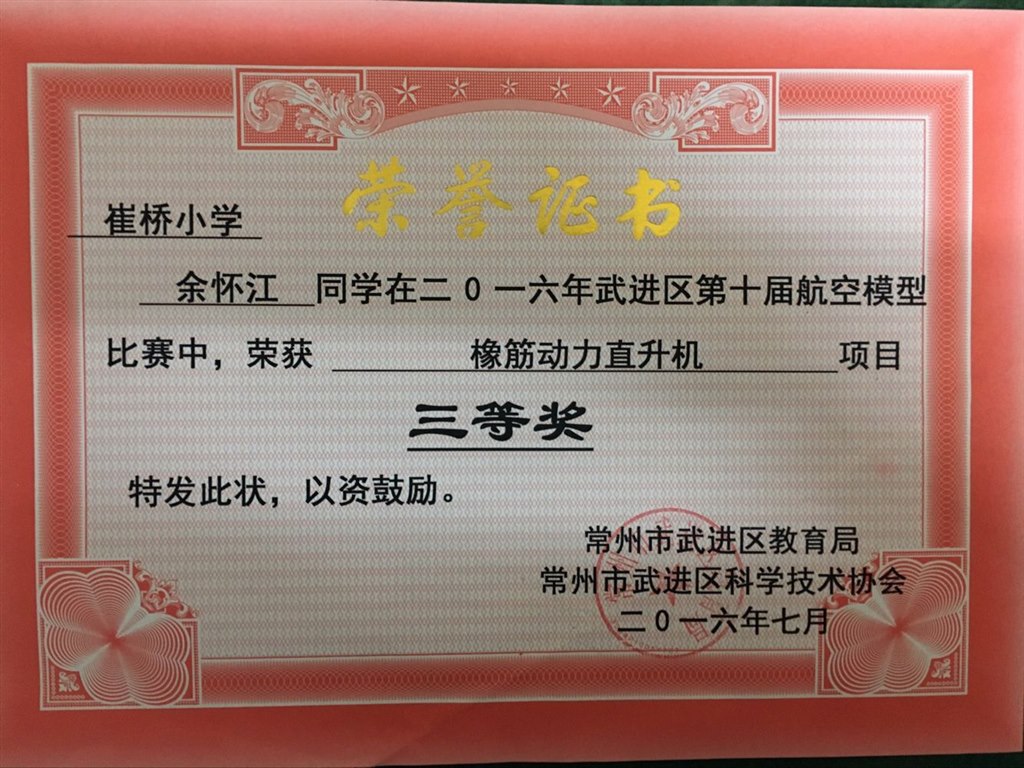 荣誉证书
崔桥小学
余怀江 同学在二0一六年武进区第十届航空模型
比赛中，荣获 橡筋动力直升机 项目
三等奖
特发此状，以资鼓励。
常州市武进区教育局
常州市武进区科学技术协会
二0一六年七月